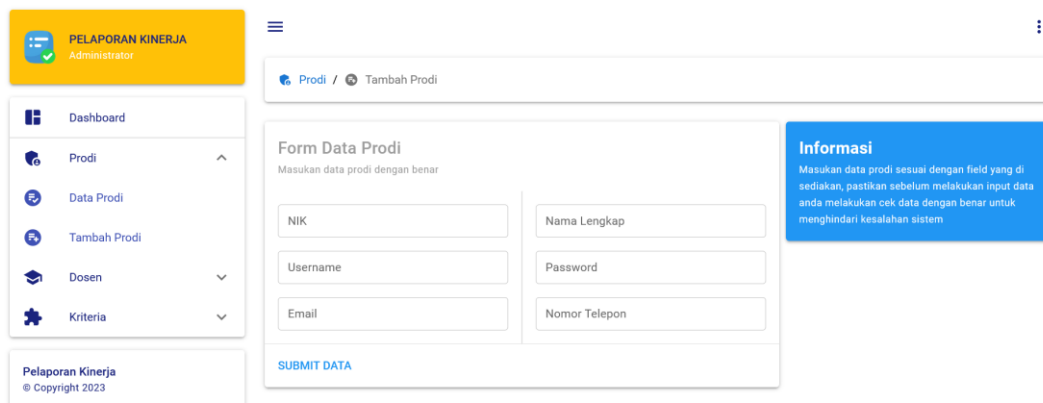 PELAPORAN KINERJA
Administrator
Dashboard
Prodi
Data Prodi
Tambah Prodi
Dosen
Kriteria
Pelaporan Kinerja
© Copyright 2023
Prodi / Tambah Prodi
Form Data Prodi
Masukan data prodi dengan benar
NIK
Nama Lengkap
Username
Password
Email
Nomor Telepon
SUBMIT DATA
Informasi
Masukan data prodi sesuai dengan field yang di
sediakan, pastikan sebelum melakukan input data
anda melakukan cek data dengan benar untuk
menghindari kesalahan sistem